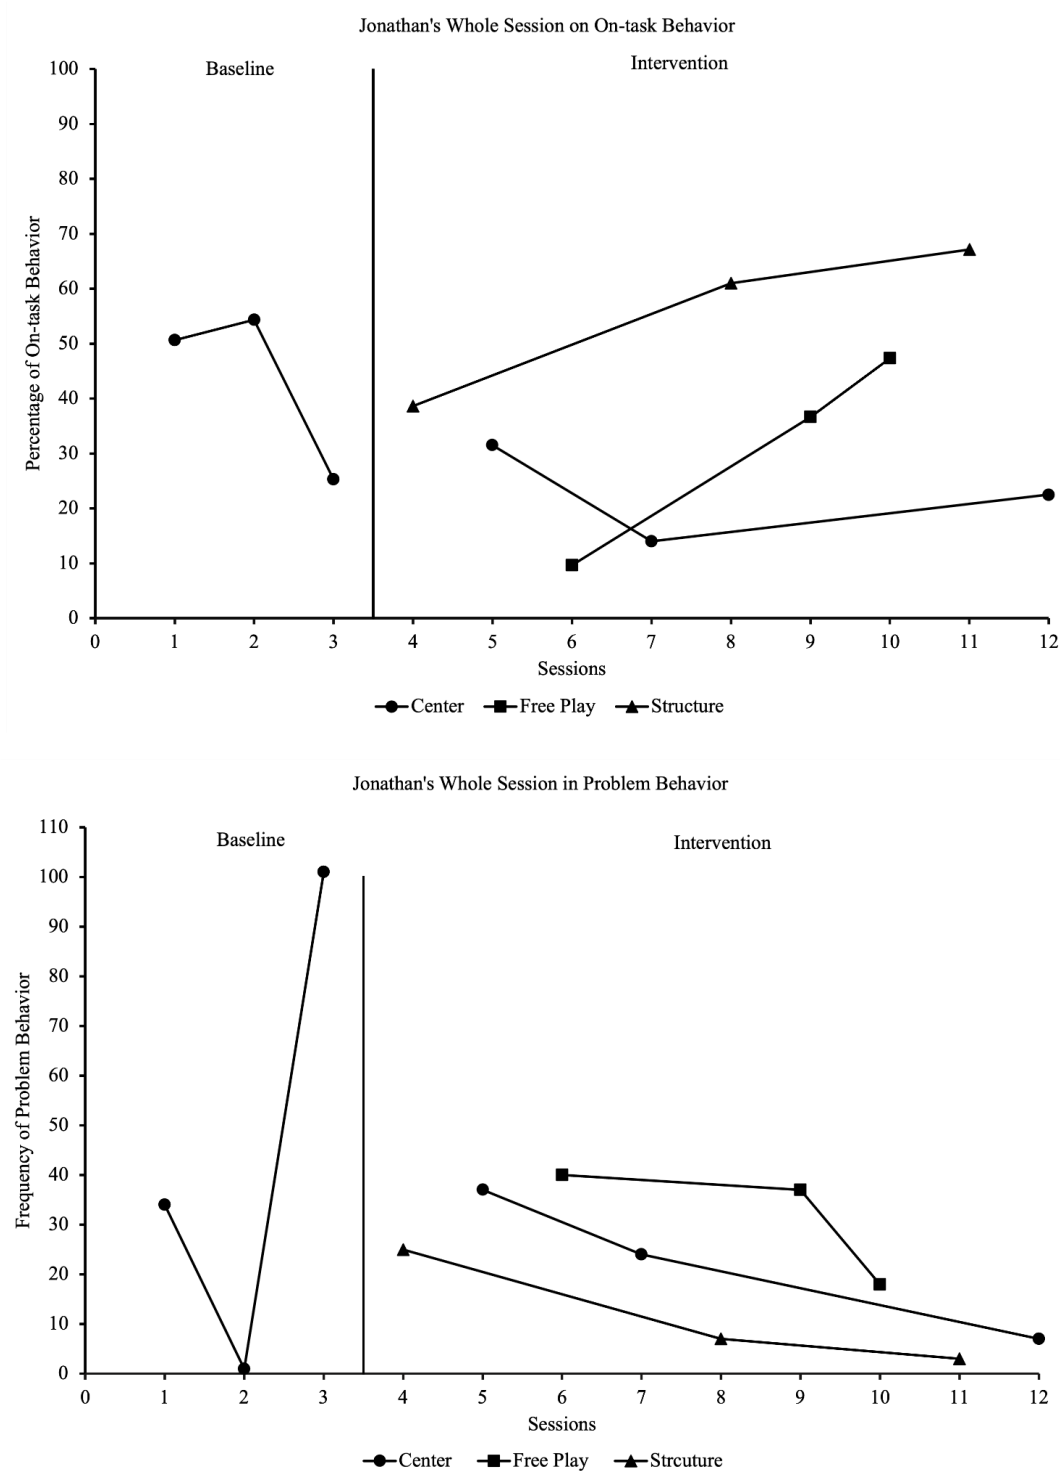 Jonathan's Whole Session on On-task Behavior
Baseline
Intervention
Percentage of On-task Behavior
100
90
80
70
60
50
40
30
20
10
0
0 1 2 3 4 5 6 7 8 9 10 11 12
Sessions
Center Free Play Structure
Jonathan's Whole Session in Problem Behavior
Baseline
Intervention
Frequency of Problem Behavior
110
100
90
80
70
60
50
40
30
20
10
0
0 1 2 3 4 5 6 7 8 9 10 11 12
Sessions
Center Free Play Strcuture